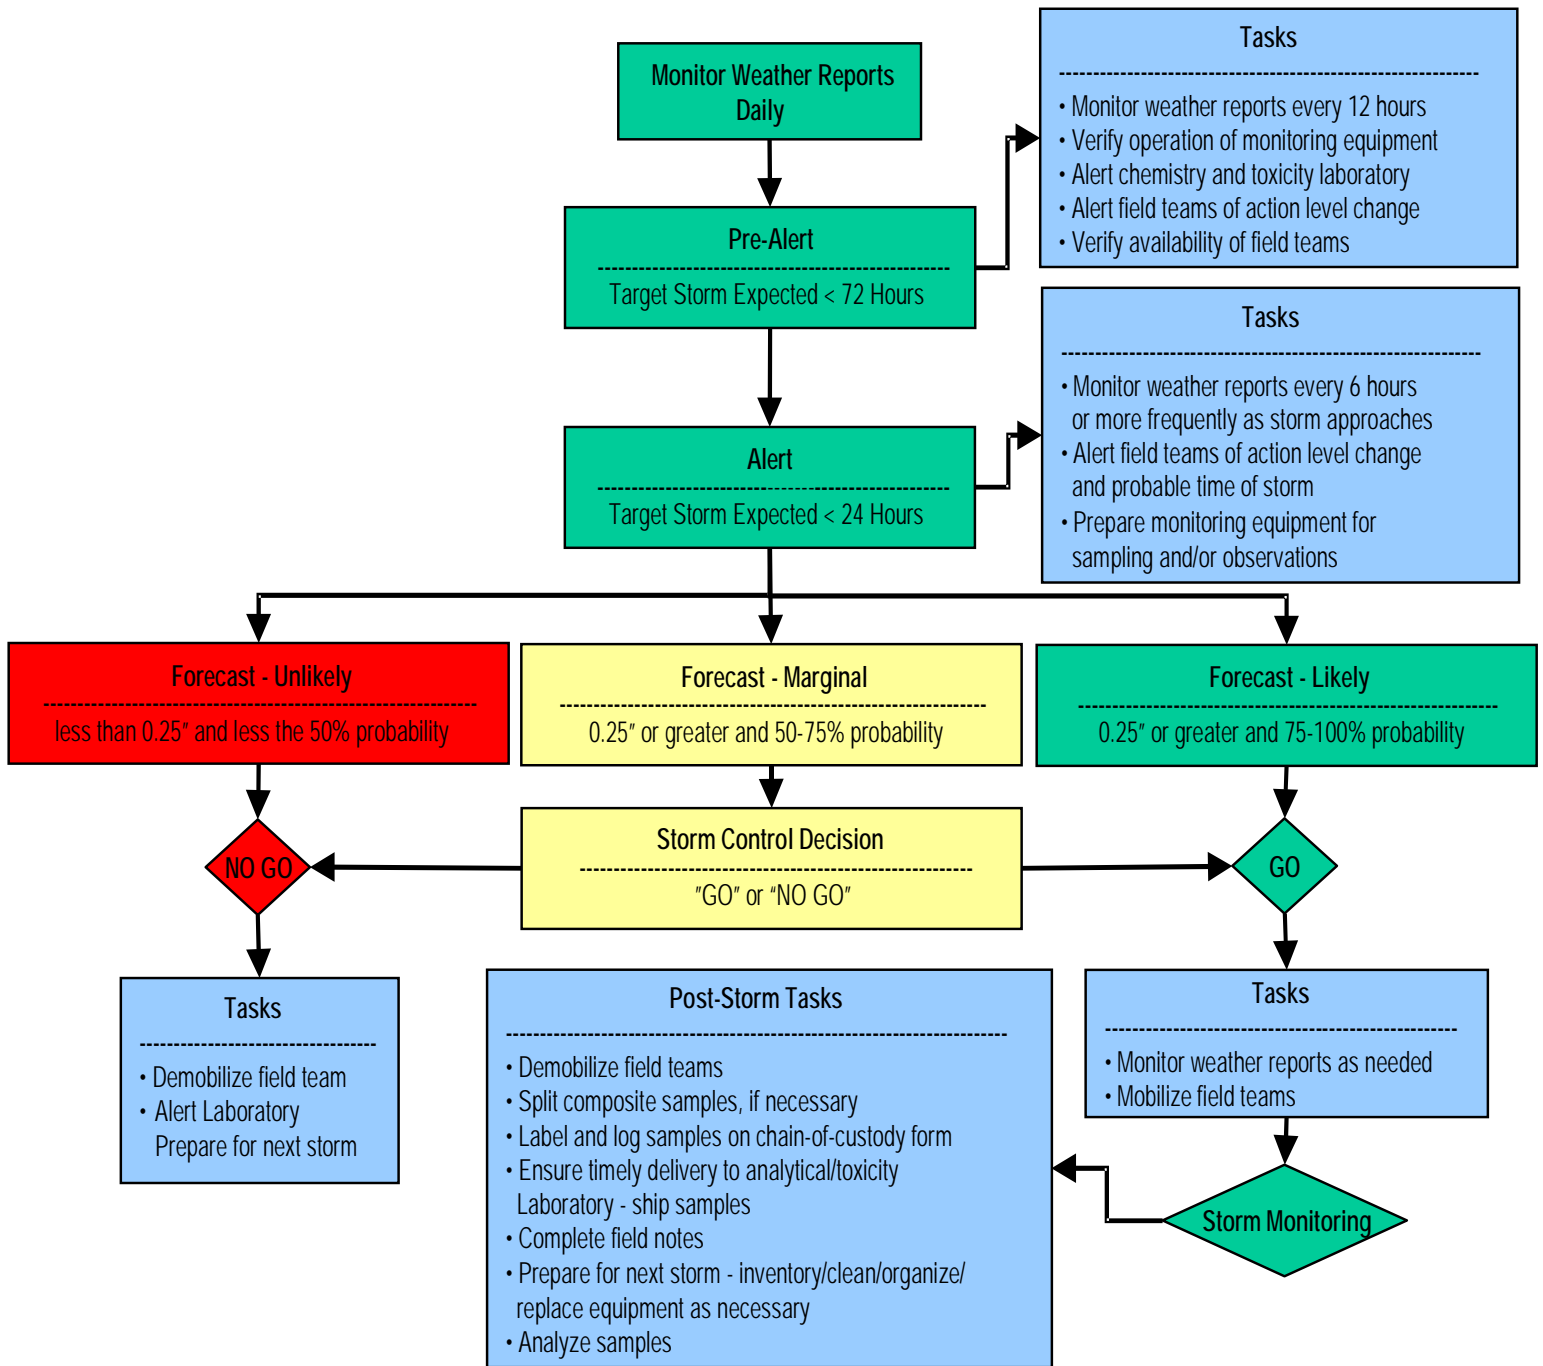 Monitor Weather Reports
Daily
Tasks
• Monitor weather reports every 12 hours
• Verify operation of monitoring equipment
• Alert chemistry and toxicity laboratory
• Alert field teams of action level change
• Verify availability of field teams
Pre-Alert
Target Storm Expected < 72 Hours
Tasks
• Monitor weather reports every 6 hours
or more frequently as storm approaches
• Alert field teams of action level change
and probable time of storm
• Prepare monitoring equipment for
sampling and/or observations
Alert
Target Storm Expected < 24 Hours
Forecast - Unlikely
less than 0.25” and less the 50% probability
Forecast - Marginal
0.25” or greater and 50-75% probability
Forecast - Likely
0.25” or greater and 75-100% probability
NO GO
Storm Control Decision
”GO” or “NO GO”
GO
Tasks
• Demobilize field team
• Alert Laboratory
Prepare for next storm
Post-Storm Tasks
• Demobilize field teams
• Split composite samples, if necessary
• Label and log samples on chain-of-custody form
• Ensure timely delivery to analytical/toxicity
Laboratory - ship samples
• Complete field notes
• Prepare for next storm - inventory/clean/organize/
replace equipment as necessary
• Analyze samples
Tasks
• Monitor weather reports as needed
• Mobilize field teams
Storm Monitoring